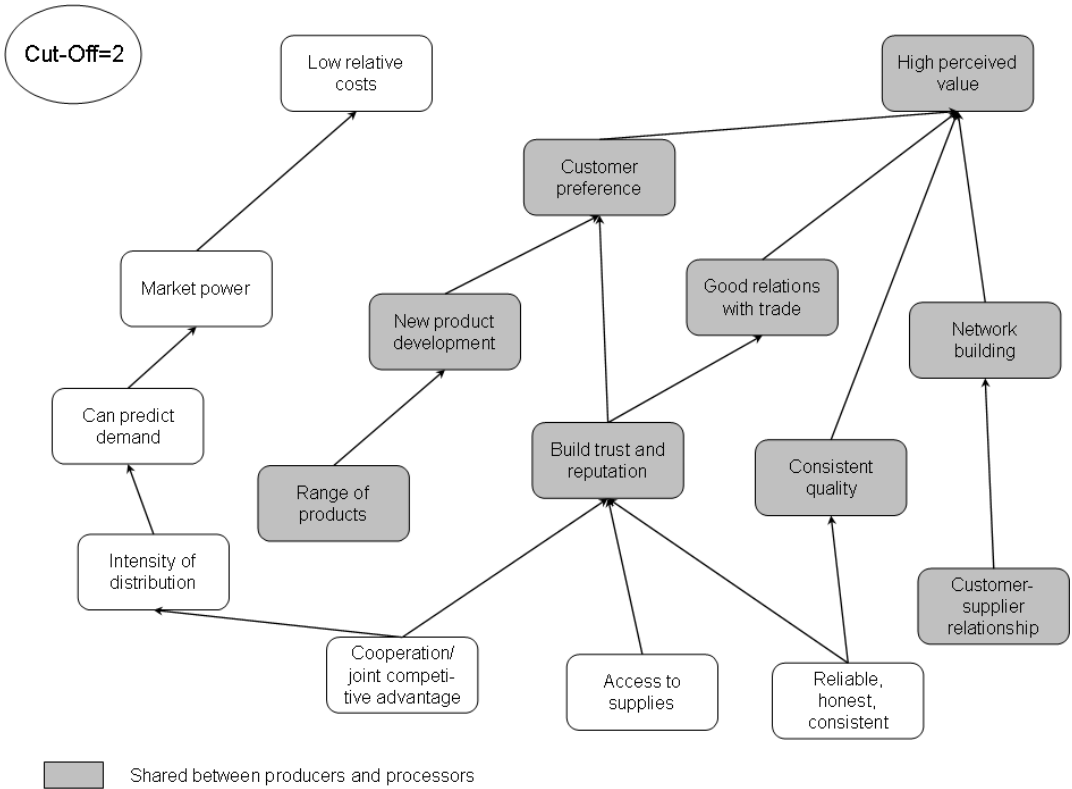 Cut-Off=2
Low relative
costs
High perceived
value
Customer
preference
Market power
Good relations
with trade
New product
development
Network
building
Can predict
demand
Build trust and
reputation
Consistent
quality
Range of
products
Intensity of
distribution
Customer-
supplier
relationship
Cooperation/
joint competi-
tive advantage
Access to
supplies
Reliable,
honest,
consistent
Shared between producers and processors